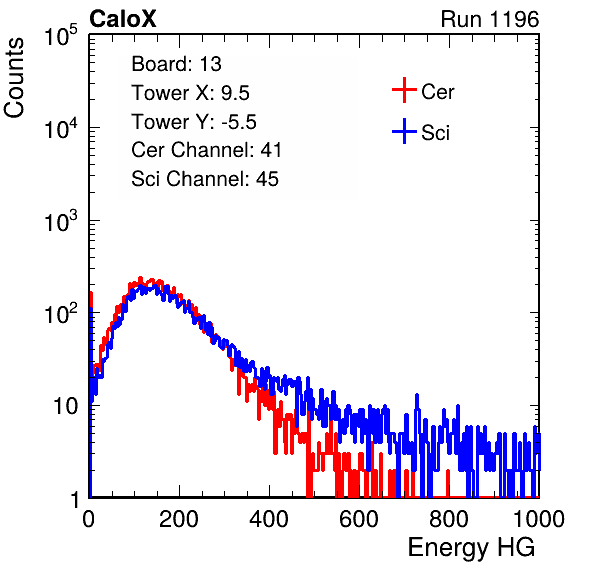 CaloX Run 1196
Counts
10^5
10^4
10^3
10^2
10
1
Board: 13
Tower X: 9.5
Tower Y: -5.5
Cer Channel: 41
Sci Channel: 45
Cer
Sci
0 200 400 600 800 1000
Energy HG